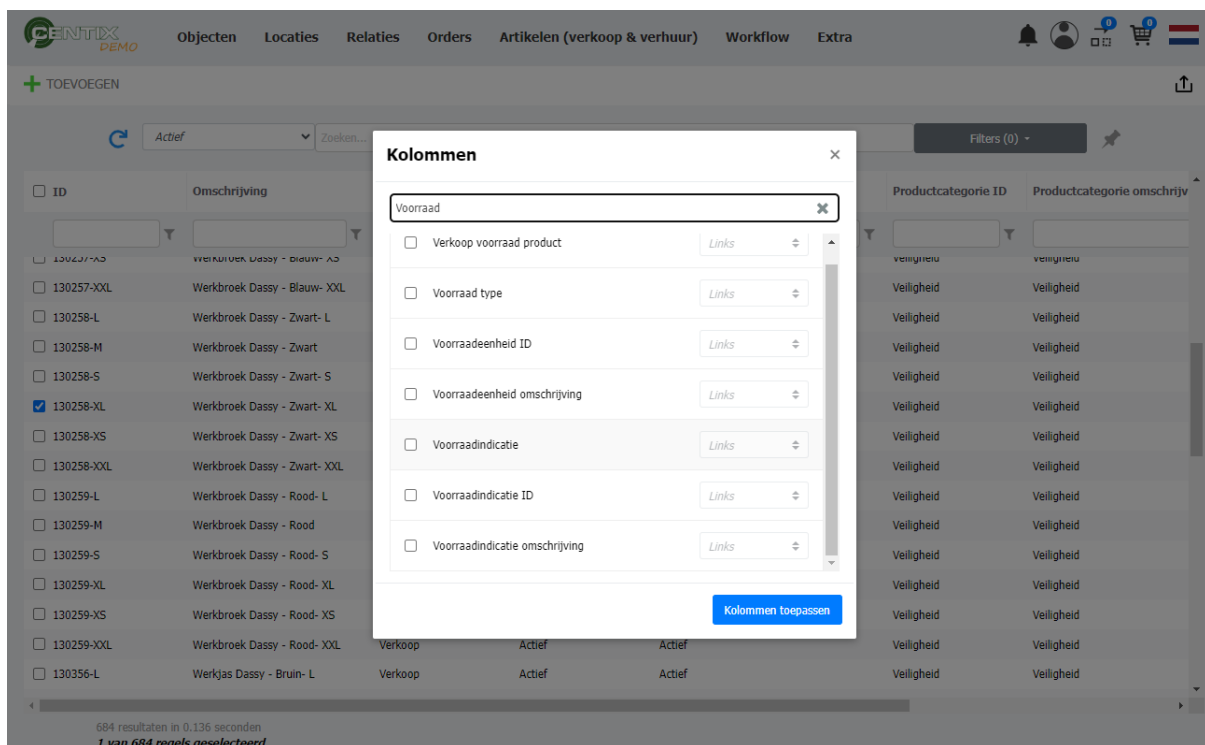 CENTIX
DEMO
Objecten Locaties Relaties Orders Artikelen (verkoop & verhuur) Workflow Extra
0 0
TOEVOEGEN
Actief Zoeken... Filters (0)
Kolommen ×
ID Omschrijving Productcategorie ID Productcategorie omschrijv
Voorraad
Verkoop voorraad product Links
130257-XS Werkbroek Dassy - Blauw- XS Veiligheid Veiligheid
130257-XXL Werkbroek Dassy - Blauw- XXL Voorraad type Links Veiligheid Veiligheid
130258-L Werkbroek Dassy - Zwart- L Veiligheid Veiligheid
130258-M Werkbroek Dassy - Zwart Voorraadeenheid ID Links Veiligheid Veiligheid
130258-S Werkbroek Dassy - Zwart- S Veiligheid Veiligheid
Voorraadeenheid omschrijving Links
130258-XL Werkbroek Dassy - Zwart- XL Veiligheid Veiligheid
130258-XS Werkbroek Dassy - Zwart- XS Voorraadindicatie Links Veiligheid Veiligheid
130258-XXL Werkbroek Dassy - Zwart- XXL Veiligheid Veiligheid
130259-L Werkbroek Dassy - Rood- L Voorraadindicatie ID Links Veiligheid Veiligheid
130259-M Werkbroek Dassy - Rood Veiligheid Veiligheid
130259-S Werkbroek Dassy - Rood- S Voorraadindicatie omschrijving Links Veiligheid Veiligheid
130259-XL Werkbroek Dassy - Rood- XL Veiligheid Veiligheid
130259-XS Werkbroek Dassy - Rood- XS Kolommen toepassen Veiligheid Veiligheid
130259-XXL Werkbroek Dassy - Rood- XXL Verkoop Actief Actief Veiligheid Veiligheid
130356-L Werkjas Dassy - Bruin- L Verkoop Actief Actief Veiligheid Veiligheid
684 resultaten in 0.136 seconden
1 van 684 regels geselecteerd